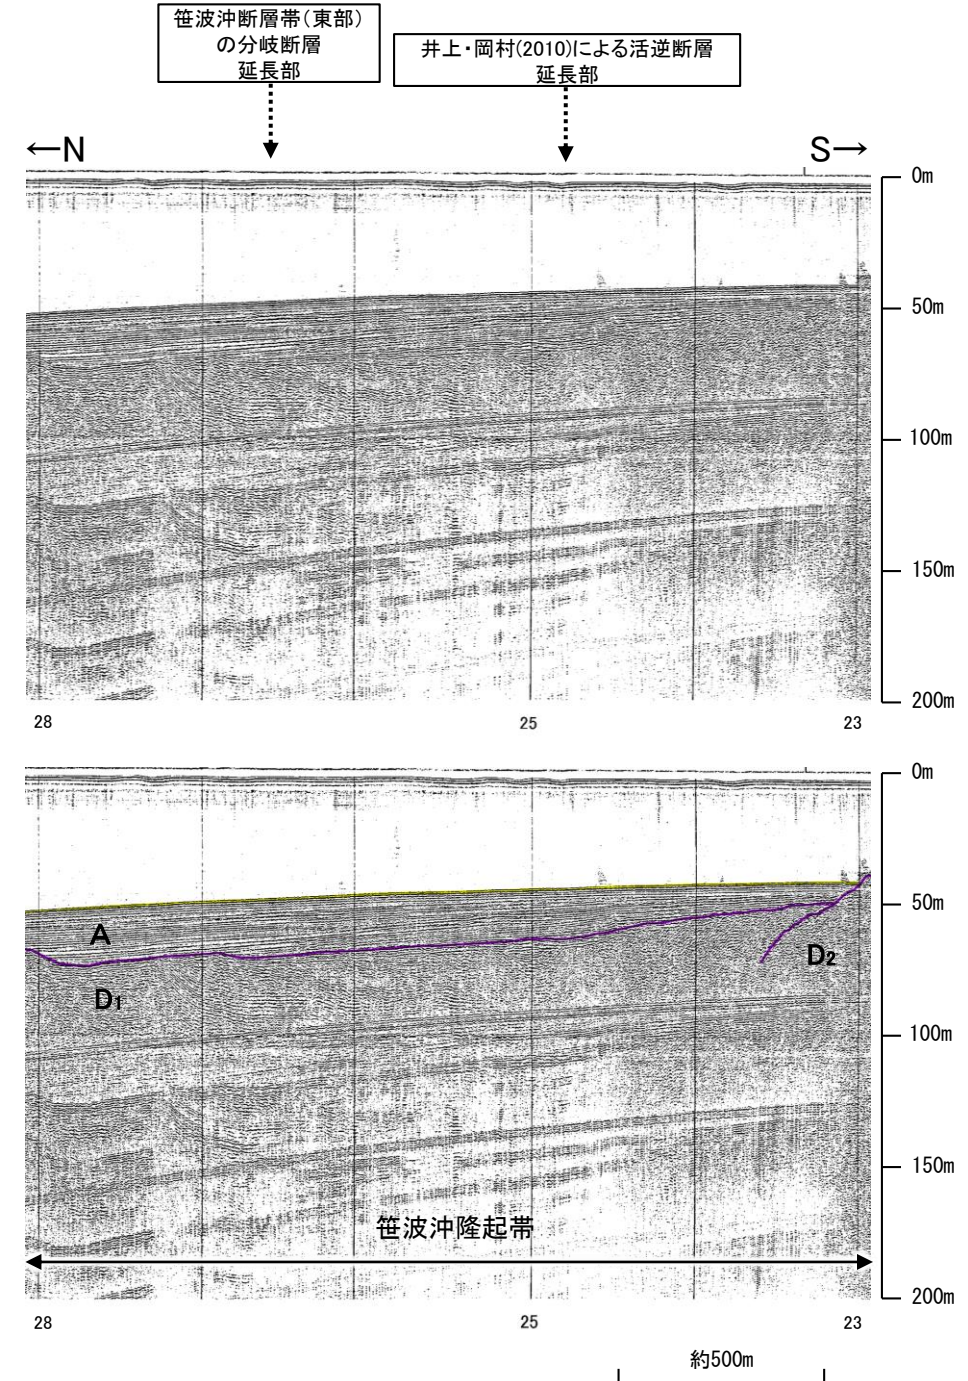 笹波沖断層帯（東部）
の分岐断層
延長部
井上・岡村(2010)による活逆断層
延長部
←N
S→
0m
50m
100m
150m
200m
28
25
23
0m
A
50m
D₂
D₁
100m
150m
笹波沖隆起帯
200m
28
25
23
約500m